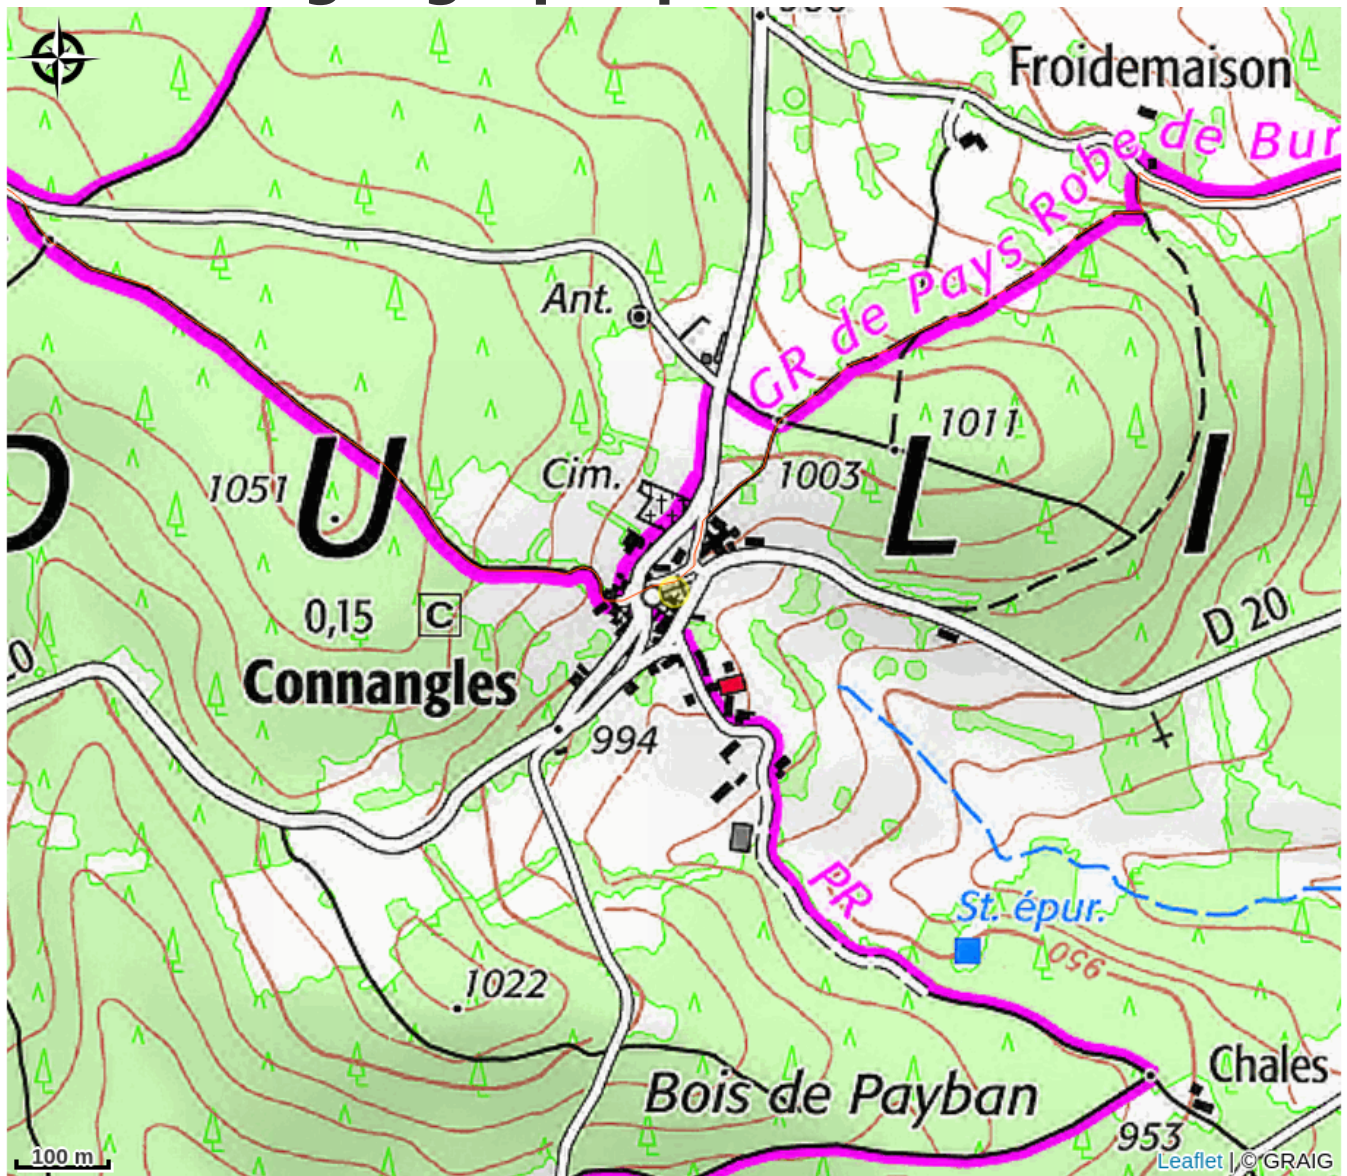 Froidemaison
GR de Pays Robe de Bur
Ant.
1011
Cim.
1003
1051
D U L I
0,15
C
Connangles
D 20
994
PR
St. épur.
950
1022
Bois de Payban
Chales
953
100 m
Leaflet | © GRAIG